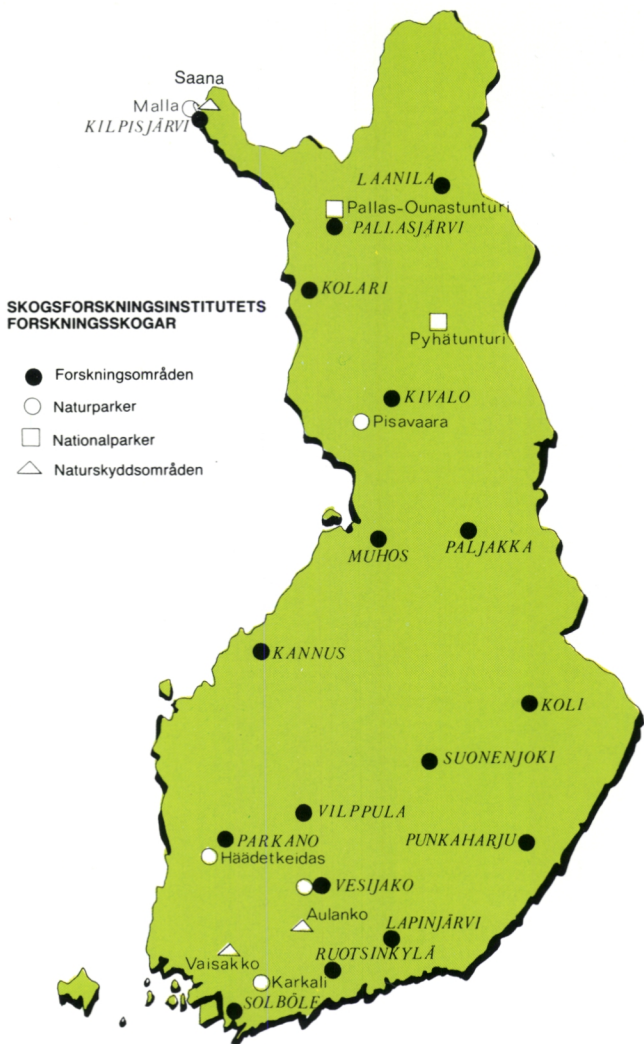 Saana
Malla
KILPISJÄRVI
LAANILA
Pallas-Ounastunturi
PALLASJÄRVI
KOLARI
SKOGSFORSKNINGSINSTITUTETS
FORSKNINGSSKOGAR
Pyhätunturi
Forskningsområden
Naturparker
Nationalparker
Naturskyddsområden
KIVALO
Pisavaara
MUHOS
PALJAKKA
KANNUS
KOLI
SUONENJOKI
VILPPULA
PARKANO
PUNKAHARJU
Häädetkeidas
VESIJAKO
Aulanko
LAPINJÄRVI
Vaisakko
RUOTSINKYLÄ
Karkali
SOLBÖLE